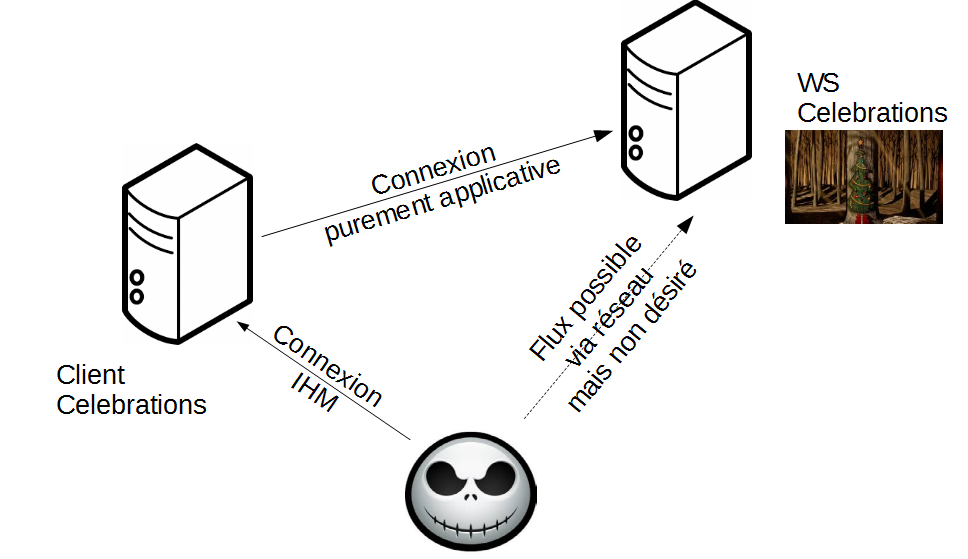 WS
Celebrations
Connexion
purement applicative
Flux possible
via réseau
mais non désiré
Connexion
IHM
Client
Celebrations